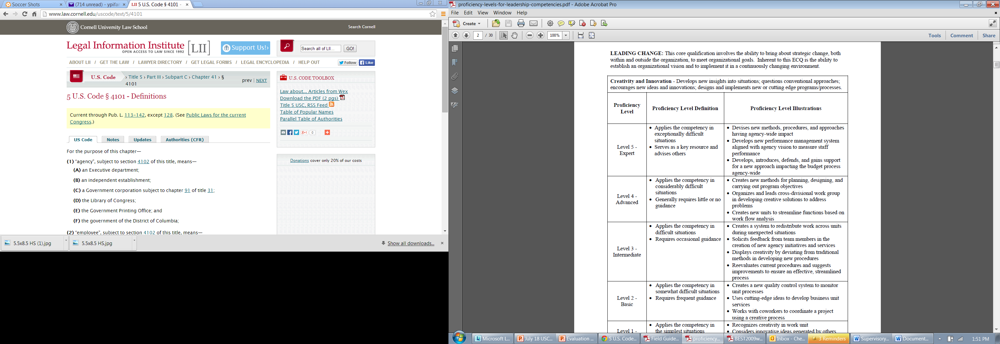 Soccer Shots
(714 unread) - ypifar
LII 5 U.S. Code § 4101 -
www.law.cornell.edu/uscode/text/5/4101
Cornell University Law School
Search Cornell
Legal Information Institute [LII]
OPEN ACCESS TO LAW SINCE 1992
Support Us!›
Search all of LII...
GO!
ABOUT LII / GET THE LAW / LAWYER DIRECTORY / GET LEGAL FORMS / LEGAL ENCYCLOPEDIA / HELP OUT
Follow
Like
U.S. Code
› Title 5 › Part III › Subpart C › Chapter 41 › §
4101
prev | NEXT
5 U.S. Code § 4101 - Definitions
Current through Pub. L. 113-142, except 128. (See Public Laws for the current
Congress.)
US Code
Notes
Updates
Authorities (CFR)
For the purpose of this chapter—
(1) “agency”, subject to section 4102 of this title, means—
(A) an Executive department;
(B) an independent establishment;
(C) a Government corporation subject to chapter 91 of title 31;
(D) the Library of Congress;
(E) the Government Printing Office; and
(F) the government of the District of Columbia;
(2) “employee”, subject to section 4102 of this title, means—
U.S. CODE TOOLBOX
Law about... Articles from Wex
Download the PDF (2 pgs)
Title 5 USC, RSS Feed
Table of Popular Names
Parallel Table of Authorities
g+1
0
Donations cover only 20% of our costs
5.5x8.5 HS (1).jpg
5.5x8.5 HS.jpg
Show all downloads...
proficiency-levels-for-leadership-competencies.pdf - Adobe Acrobat Pro
File Edit View Window Help
Create
2 / 30
100%
Tools
Comment
Share
LEADING CHANGE: This core qualification involves the ability to bring about strategic change, both
within and outside the organization, to meet organizational goals. Inherent to this ECQ is the ability to
establish an organizational vision and to implement it in a continuously changing environment.
Creativity and Innovation - Develops new insights into situations; questions conventional approaches;
encourages new ideas and innovations; designs and implements new or cutting edge programs/processes.
Proficiency
Level
Proficiency Level Definition
Proficiency Level Illustrations
Level 5 -
Expert
• Applies the competency in
exceptionally difficult
situations
• Serves as a key resource and
advises others
• Devises new methods, procedures, and approaches
having agency-wide impact
• Develops new performance management system
aligned with agency vision to measure staff
performance
• Develops, introduces, defends, and gains support
for a new approach impacting the budget process
agency-wide
Level 4 -
Advanced
• Applies the competency in
considerably difficult
situations
• Generally requires little or no
guidance
• Creates new methods for planning, designing, and
carrying out program objectives
• Organizes and leads cross-divisional work group
in developing creative solutions to address
problems
• Creates new units to streamline functions based on
work flow analysis
Level 3 -
Intermediate
• Applies the competency in
difficult situations
• Requires occasional guidance
• Creates a system to redistribute work across units
during unexpected situations
• Solicits feedback from team members in the
creation of new agency initiatives and services
• Displays creativity by deviating from traditional
methods in developing new procedures
• Reevaluates current procedures and suggests
improvements to ensure an effective, streamlined
process
Level 2 -
Basic
• Applies the competency in
somewhat difficult situations
• Requires frequent guidance
• Creates a new quality control system to monitor
unit processes
• Uses cutting-edge ideas to develop business unit
services
• Works with coworkers to coordinate a project
using a creative process
Level 1 -
• Applies the competency in
the simplest situations
• Recognizes creativity in work unit
• Considers innovative ideas generated by others
Microsoft L...
July 18 USC...
Evaluation ...
5 U.S. Code...
Field Guide...
proficiency...
BEST2009w...
Inbox - Che...
3 Reminders
Supervisory...
Document...
1:51 PM